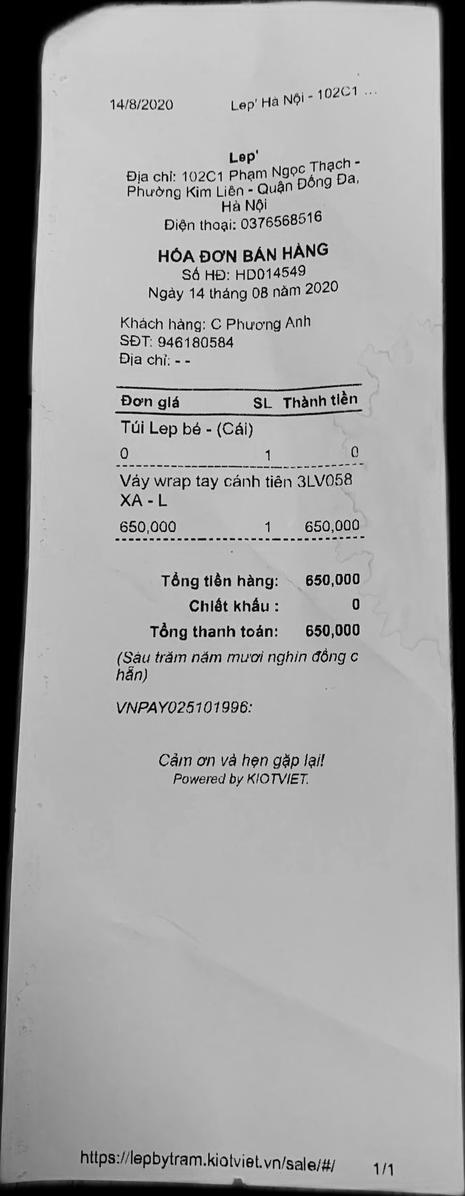 14/8/2020 Lep' Hà Nội - 102C1 ...
Lep'
Địa chỉ: 102C1 Phạm Ngọc Thạch -
Phường Kim Liên - Quận Đống Đa,
Hà Nội
Điện thoại: 0376568516
HÓA ĐƠN BÁN HÀNG
Số HĐ: HD014549
Ngày 14 tháng 08 năm 2020
Khách hàng: C Phương Anh
SĐT: 946180584
Địa chỉ: - -
Đơn giá SL Thành tiền
Túi Lep bé - (Cái)
0 1 0
Váy wrap tay cánh tiên 3LV058
XA - L
650,000 1 650,000
Tổng tiền hàng: 650,000
Chiết khấu : 0
Tổng thanh toán: 650,000
(Sáu trăm năm mươi nghìn đồng c
hẵn)
VNPAY025101996:
Cảm ơn và hẹn gặp lại!
Powered by KIOTVIET.
https://lepbytram.kiotviet.vn/sale/#/ 1/1